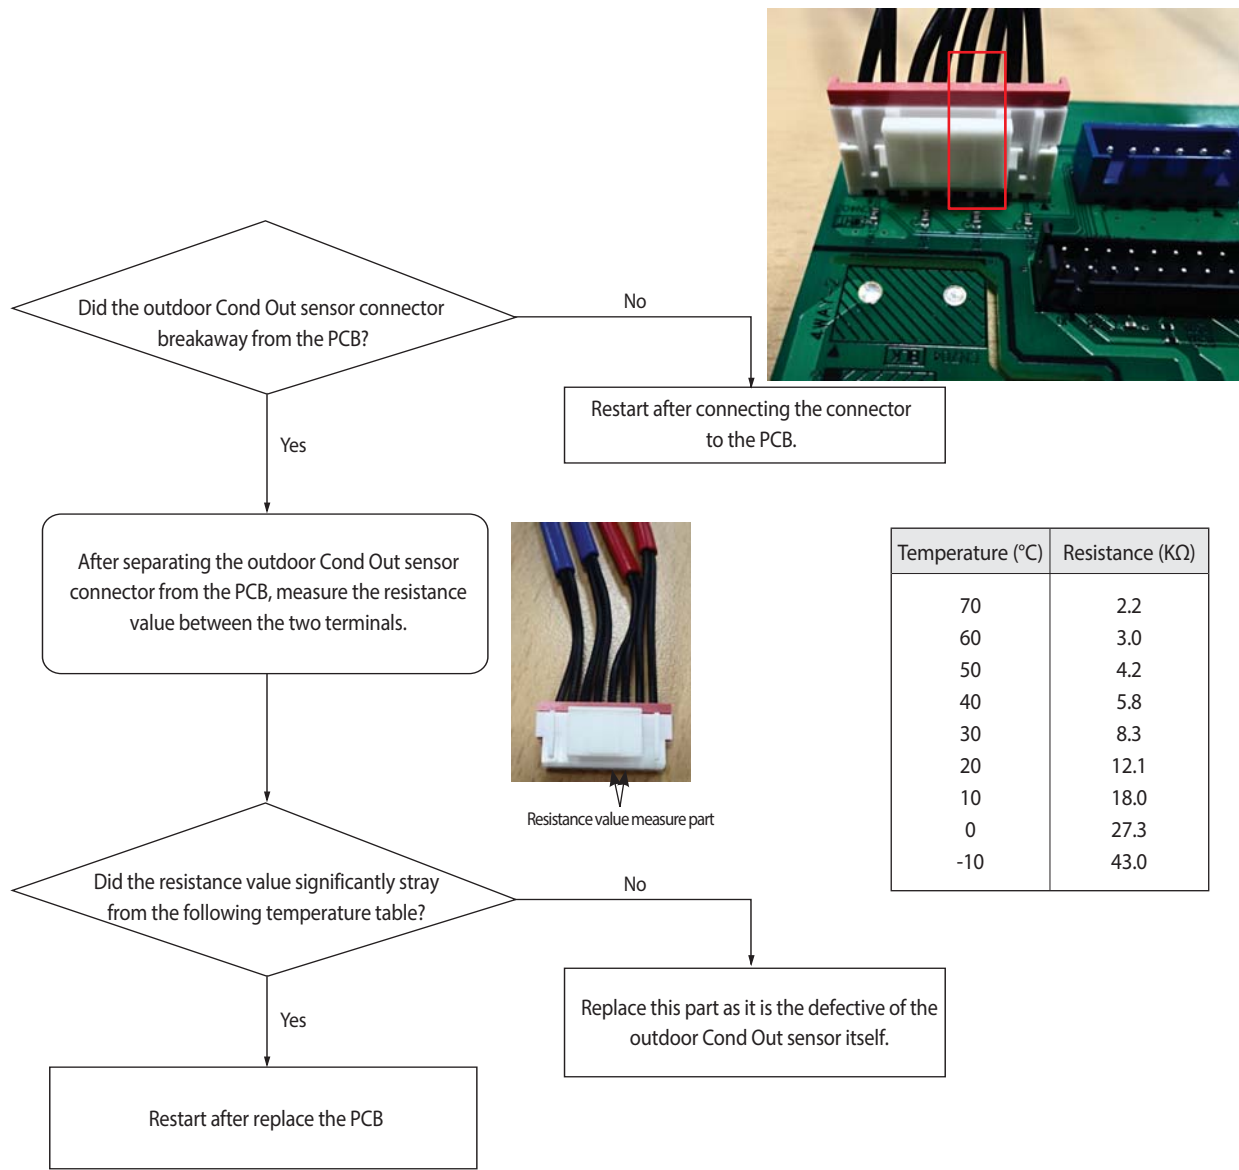 Did the outdoor Cond Out sensor connector
breakaway from the PCB?
No
Restart after connecting the connector
to the PCB.
Yes
After separating the outdoor Cond Out sensor
connector from the PCB, measure the resistance
value between the two terminals.
Resistance value measure part
Temperature (°C) Resistance (KΩ)
70 2.2
60 3.0
50 4.2
40 5.8
30 8.3
20 12.1
10 18.0
0 27.3
-10 43.0
Did the resistance value significantly stray
from the following temperature table?
No
Replace this part as it is the defective of the
outdoor Cond Out sensor itself.
Yes
Restart after replace the PCB
4WAY-2
BLK